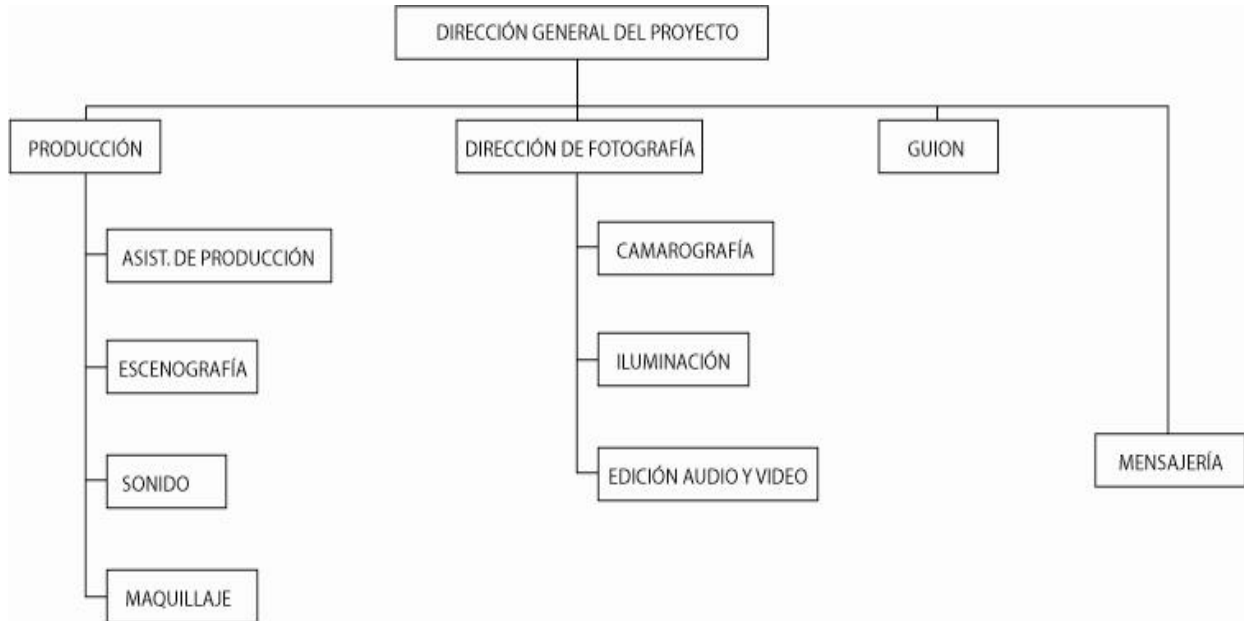 DIRECCIÓN GENERAL DEL PROYECTO
PRODUCCIÓN
DIRECCIÓN DE FOTOGRAFÍA
GUION
ASIST. DE PRODUCCIÓN
CAMAROGRAFÍA
ESCENOGRAFÍA
ILUMINACIÓN
MENSAJERÍA
SONIDO
EDICIÓN AUDIO Y VIDEO
MAQUILLAJE